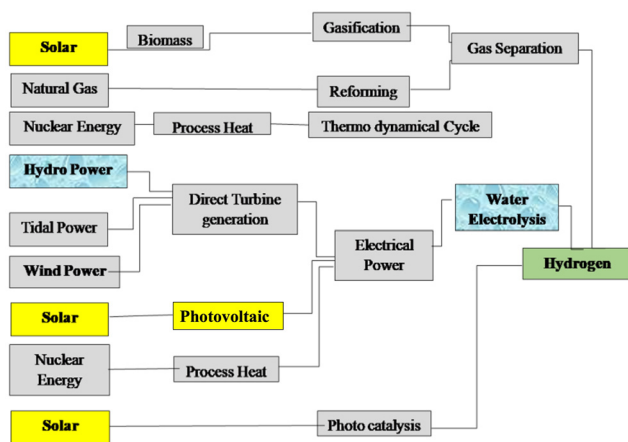 Solar
Biomass
Gasification
Gas Separation
Natural Gas
Reforming
Nuclear Energy
Process Heat
Thermo dynamical Cycle
Hydro Power
Direct Turbine
generation
Water
Electrolysis
Tidal Power
Electrical
Power
Wind Power
Hydrogen
Solar
Photovoltaic
Nuclear
Energy
Process Heat
Solar
Photo catalysis